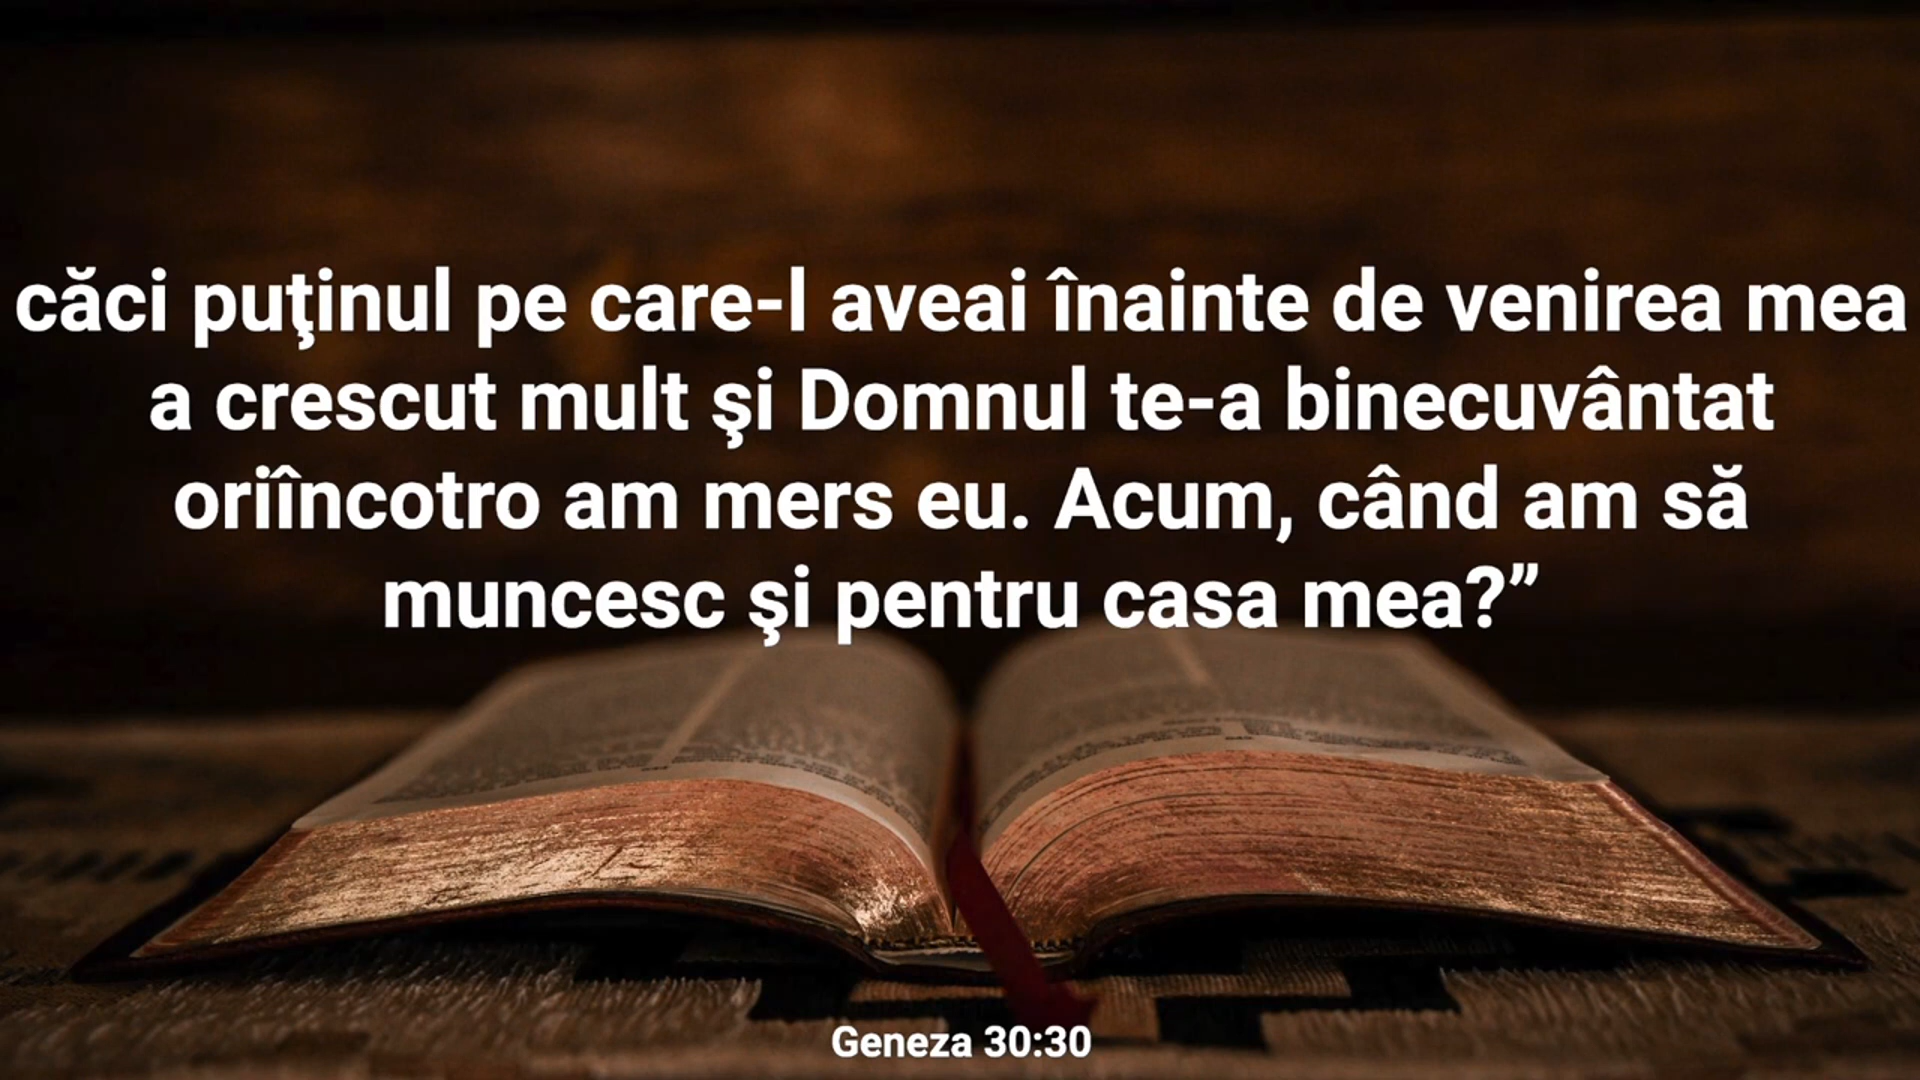 căci puţinul pe care-l aveai înainte de venirea mea
a crescut mult şi Domnul te-a binecuvântat
oriîncotro am mers eu. Acum, când am să
muncesc şi pentru casa mea?”
Geneza 30:30